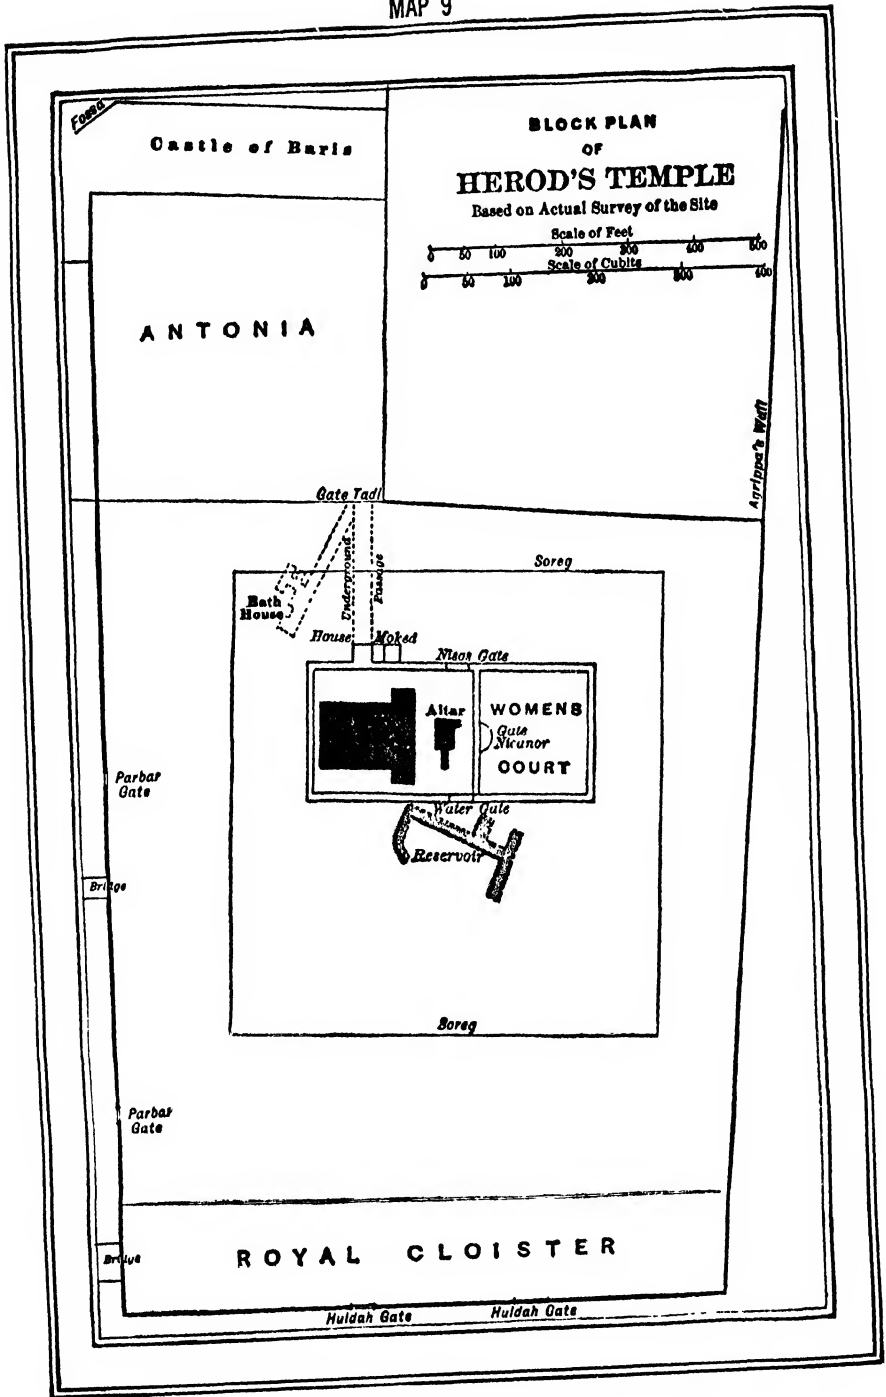 MAP 9
Fossa
Castle of Baris
BLOCK PLAN
OF
HEROD'S TEMPLE
Based on Actual Survey of the Site
Scale of Feet
0 50 100 200 300 400 500
Scale of Cubits
0 50 100 200 300 400
ANTONIA
Agrippa's Wall
Gate Tadi
Underground
Passage
Soreg
Bath
House
House Moked
Nisos Gate
Altar
WOMENS
Gate
Nicanor
COURT
Parbar
Gate
Water Gate
Reservoir
Bridge
Soreg
Parbar
Gate
ROYAL CLOISTER
Bridge
Huldah Gate
Huldah Gate